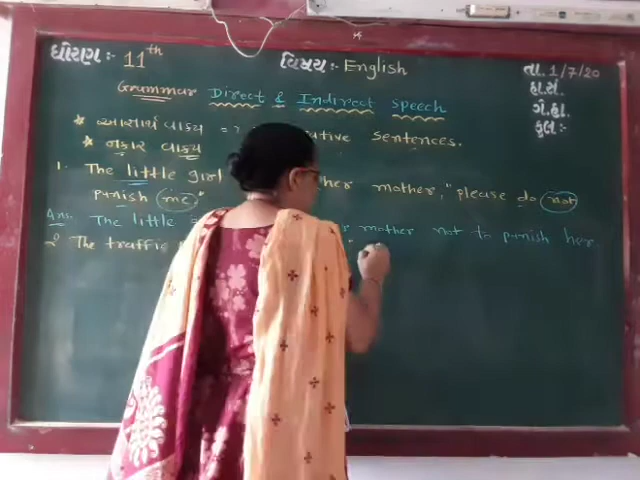 ધોરણ :- 11th વિષય :- English તા. 1/7/20
હા.સં.
ગે.હા.
કુલ :-
Grammar Direct & Indirect Speech
* આજ્ઞાર્થ વાક્ય = ative Sentences.
* નકાર વાક્ય
1. The little girl her mother, "please do not
punish me"
Ans. The little mother not to punish her.
2 The traffic "